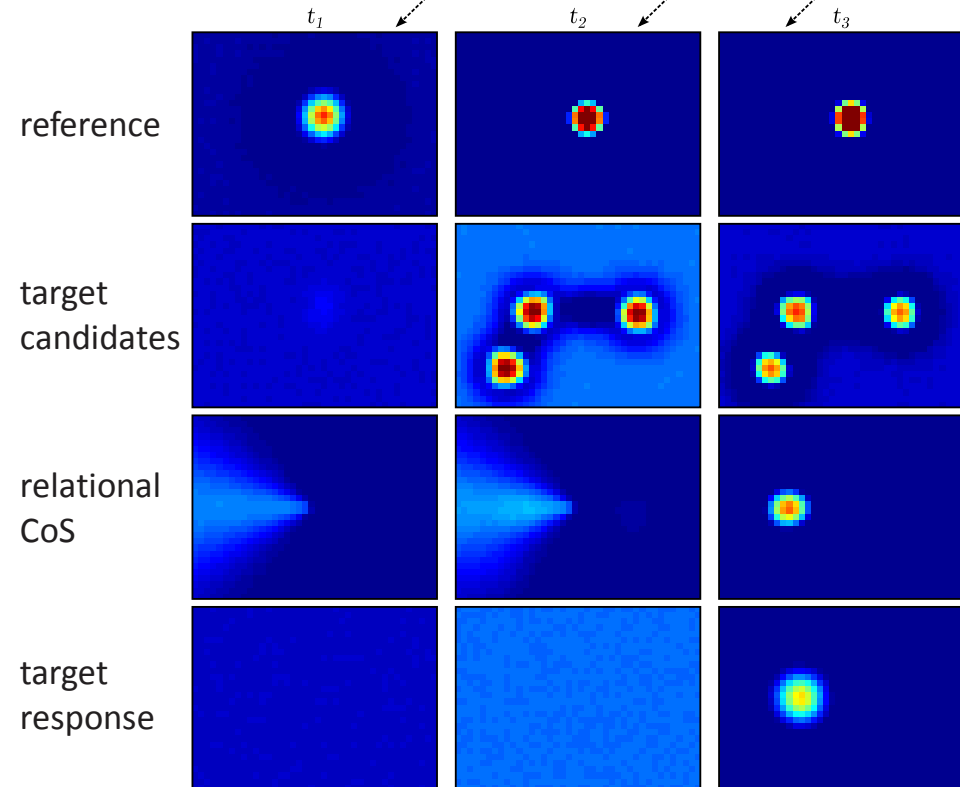 t1 t2 t3
reference
target
candidates
relational
CoS
target
response